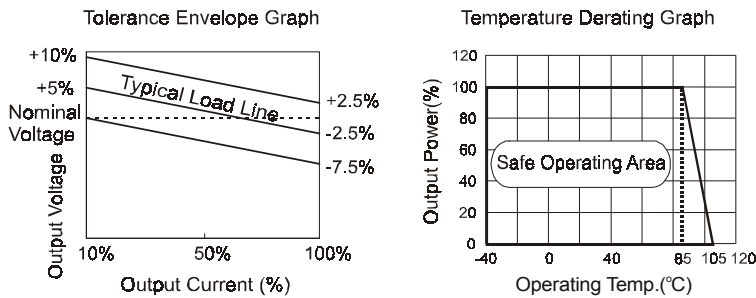 Tolerance Envelope Graph
+10%
+5%
Nominal
Voltage
Output Voltage
Typical Load Line
+2.5%
-2.5%
-7.5%
10%
50%
100%
Output Current (%)
Temperature Derating Graph
Output Power(%)
120
100
80
60
40
20
0
Safe Operating Area
-40
0
40
85
105
120
Operating Temp.(°C)